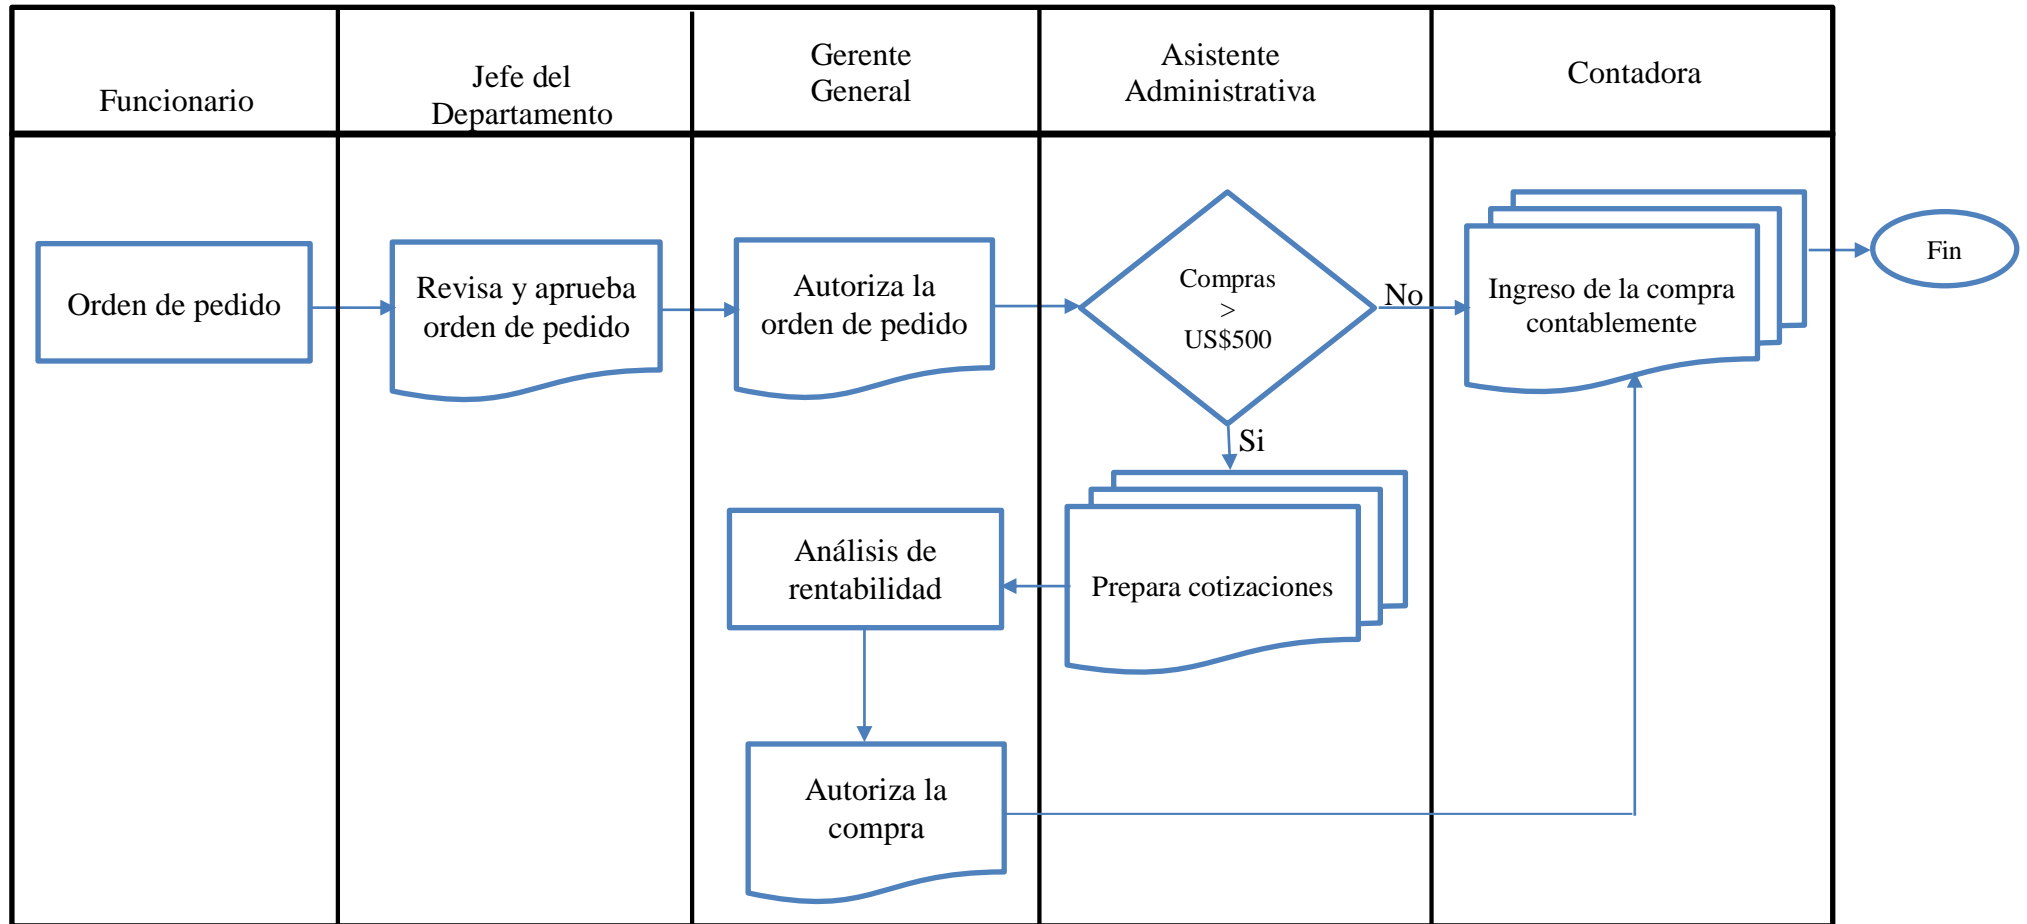 Funcionario
Jefe del
Departamento
Gerente
General
Asistente
Administrativa
Contadora
Orden de pedido
Revisa y aprueba
orden de pedido
Autoriza la
orden de pedido
Compras
>
US$500
No
Ingreso de la compra
contablemente
Fin
Si
Análisis de
rentabilidad
Prepara cotizaciones
Autoriza la
compra